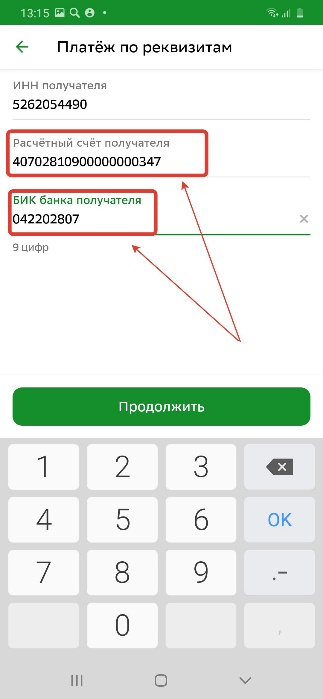 13:15
Платёж по реквизитам
ИНН получателя
5262054490
Расчётный счёт получателя
40702810900000000347
БИК банка получателя
042202807
9 цифр
Продолжить
1 2 3
4 5 6 OK
7 8 9 .-
0 ,